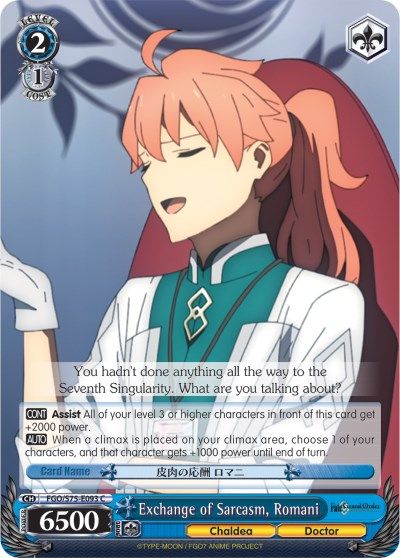 LEVEL
2
1
COST
You hadn't done anything all the way to the
Seventh Singularity. What are you talking about?
CONT Assist All of your level 3 or higher characters in front of this card get
+2000 power.
AUTO When a climax is placed on your climax area, choose 1 of your
characters, and that character gets +1000 power until end of turn.
Card Name 皮肉の応酬 ロマニ
CH FGO/S75-E093 C
6500
Exchange of Sarcasm, Romani
Chaldea Doctor
©TYPE-MOON / FGO7 ANIME PROJECT